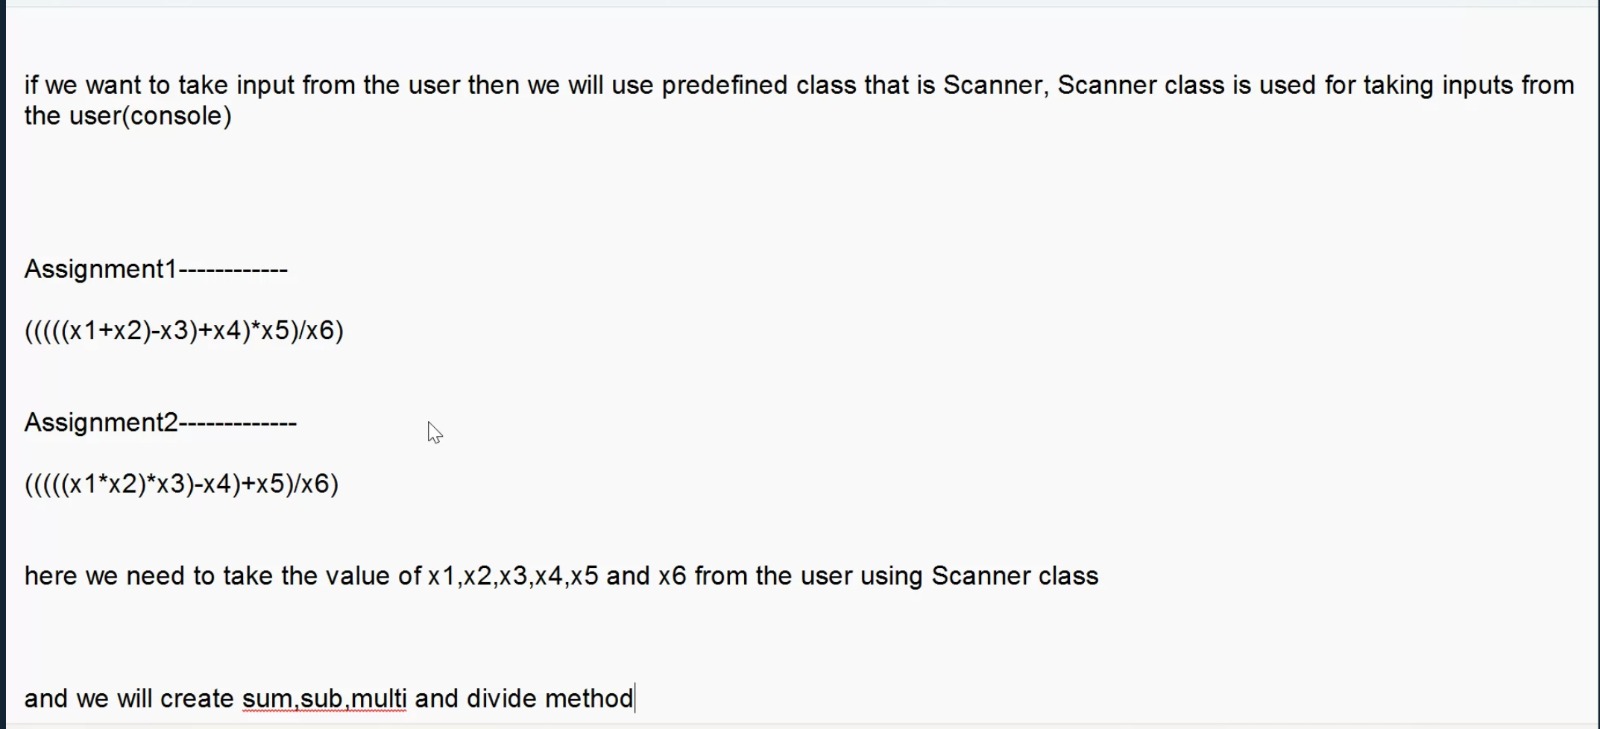 if we want to take input from the user then we will use predefined class that is Scanner, Scanner class is used for taking inputs from
the user(console)
Assignment1------------
(((((x1+x2)-x3)+x4)*x5)/x6)
Assignment2-------------
(((((x1*x2)*x3)-x4)+x5)/x6)
here we need to take the value of x1,x2,x3,x4,x5 and x6 from the user using Scanner class
and we will create sum,sub,multi and divide method